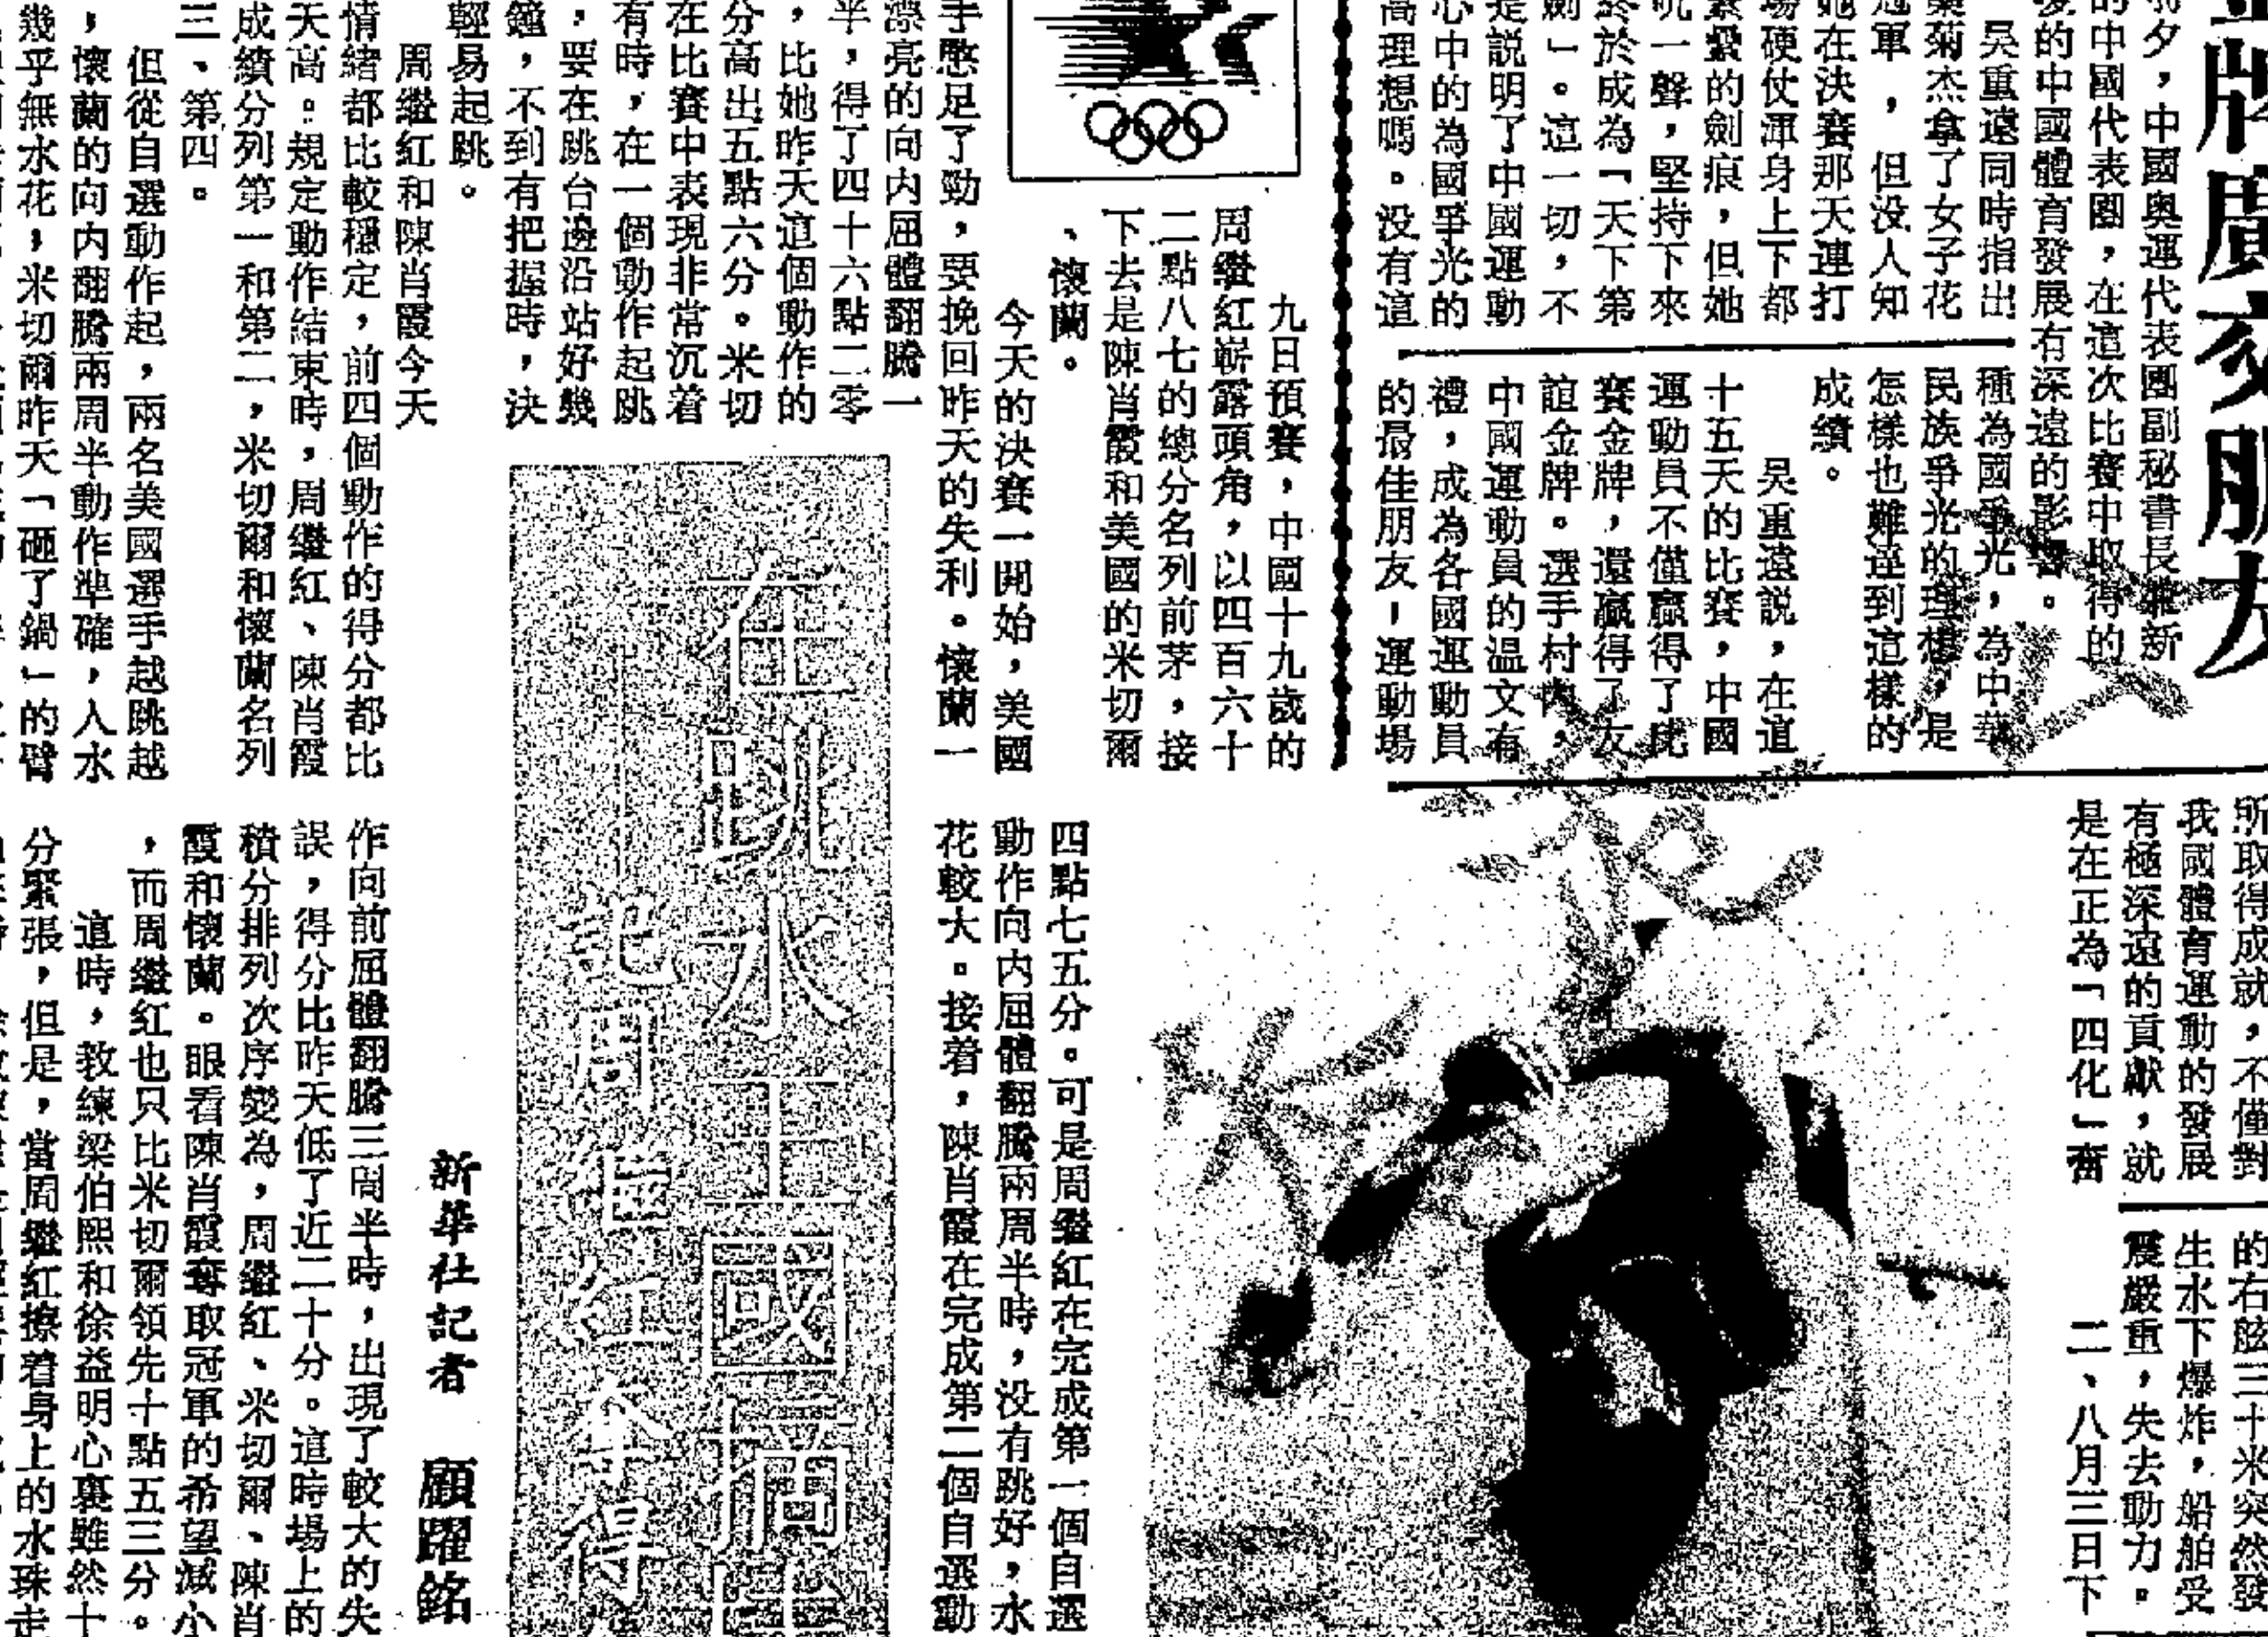 牌廣交朋友
夕，中國奧運代表團副秘書長兼新
的中國代表團，在這次比賽中取得的
後的中國體育發展有深遠的影響。
吳重遠同時指出
欒菊杰拿了女子花
冠軍，但没人知
她在決賽那天連打
場硬仗渾身上下都
纍纍的劍痕，但她
吭一聲，堅持下來
終於成為「天下第
劍」。這一切，不
是説明了中國運動
心中的為國爭光的
高理想嗎。没有這
種為國爭光，為中華
民族爭光的理想，是
怎樣也難達到這樣的
成績。
吳重遠説，在這
十五天的比賽，中國
運動員不僅贏得了比
賽金牌，還贏得了友
誼金牌。選手村內，
中國運動員的温文有
禮，成為各國運動員
的最佳朋友－運動場
所取得成就，不僅對
我國體育運動的發展
有極深遠的貢獻，就
是在正為「四化」奮
的右舷三十米突然發
生水下爆炸，船舶受
震嚴重，失去動力。
二、八月三日下
在跳水王國摘
記周繼紅奪得
新華社記者 顧躍銘
九日預賽，中國十九歲的
周繼紅嶄露頭角，以四百六十
二點八七的總分名列前茅，接
下去是陳肖霞和美國的米切爾
、懷蘭。
今天的決賽一開始，美國
手憋足了勁，要挽回昨天的失利。懷蘭一
漂亮的向内屈體翻騰一
半，得了四十六點二零
，比她昨天這個動作的
分高出五點六分。米切
在比賽中表現非常沉着
有時，在一個動作起跳
，要在跳台邊沿站好幾
鐘，不到有把握時，決
輕易起跳。
周繼紅和陳肖霞今天
情緒都比較穩定，前四個動作的得分都比
天高。規定動作結束時，周繼紅、陳肖霞
成績分列第一和第二，米切爾和懷蘭名列
三、第四。
但從自選動作起，兩名美國選手越跳越
，懷蘭的向内翻騰兩周半動作準確，入水
幾乎無水花，米切爾昨天「砸了鍋」的臂
四點七五分。可是周繼紅在完成第一個自選
動作向内屈體翻騰兩周半時，没有跳好，水
花較大。接着，陳肖霞在完成第二個自選動
作向前屈體翻騰三周半時，出現了較大的失
誤，得分比昨天低了近二十分。這時場上的
積分排列次序變為，周繼紅、米切爾、陳肖
霞和懷蘭。眼看陳肖霞奪取冠軍的希望減小
，而周繼紅也只比米切爾領先十點五三分。
這時，教練梁伯熙和徐益明心裏雖然十
分緊張，但是，當周繼紅擦着身上的水珠走